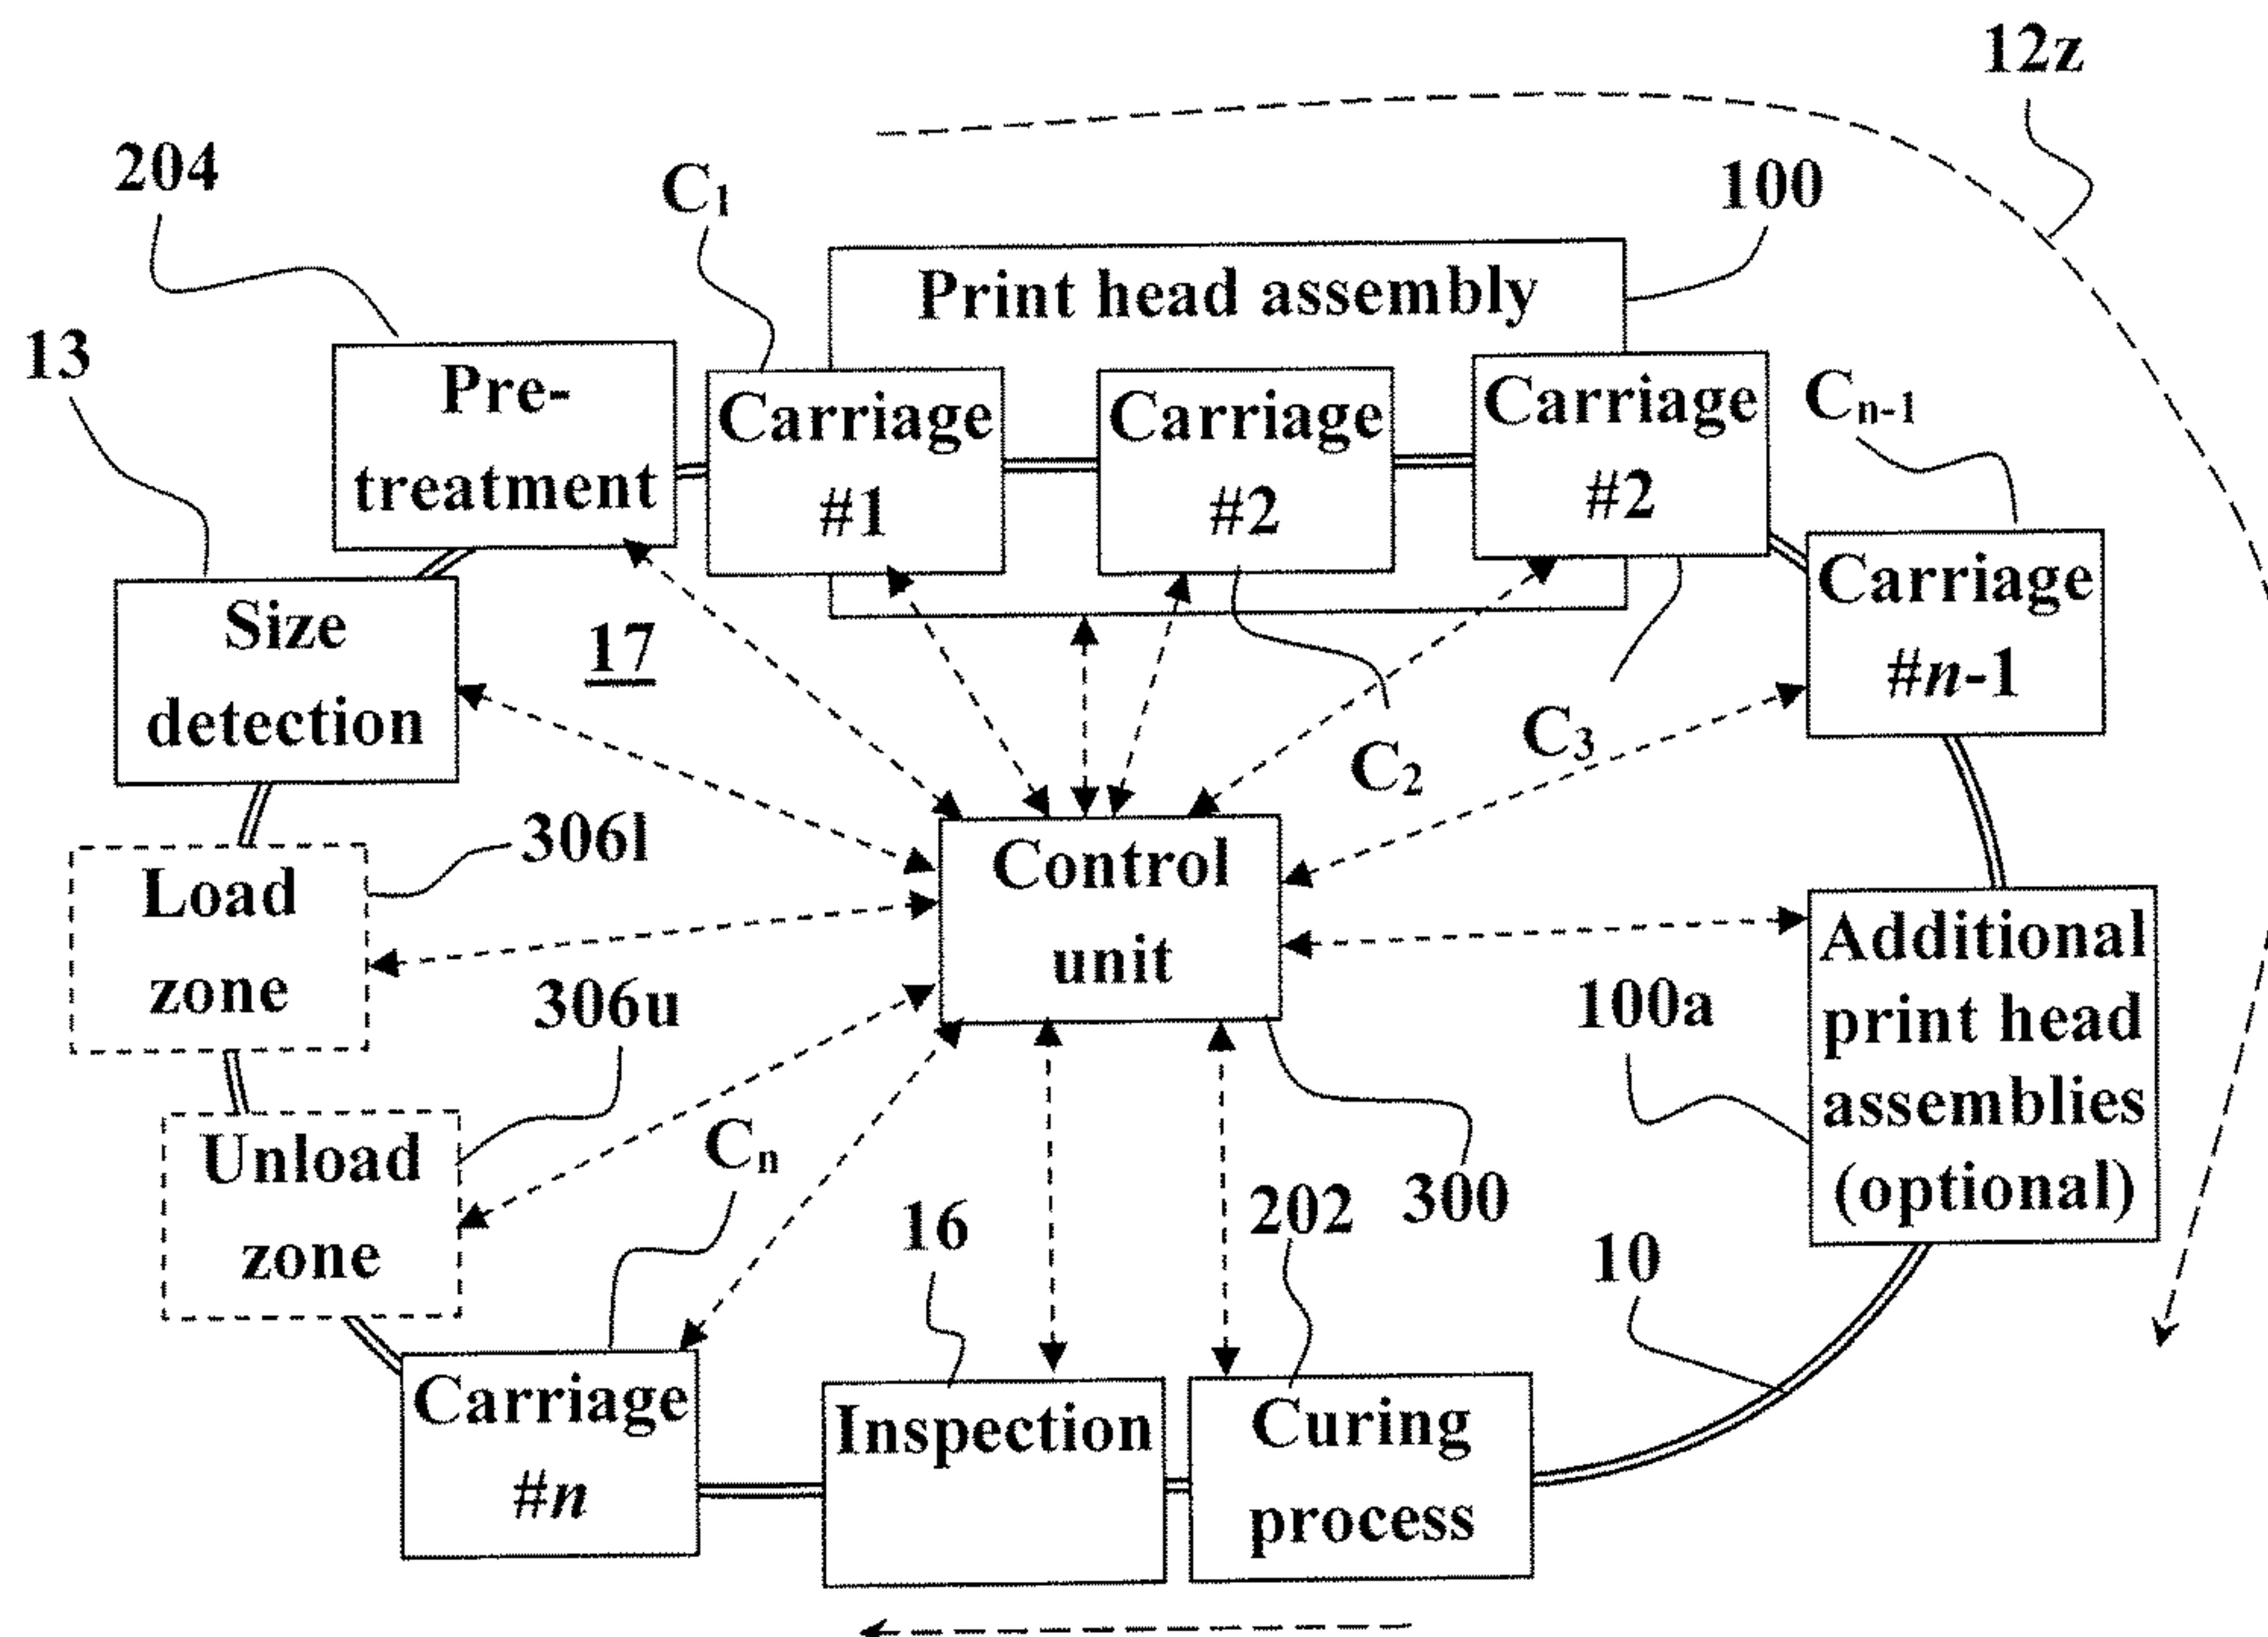 12z
204
C1
100
Print head assembly
13
Pre-
treatment
Carriage
#1
Carriage
#2
Carriage
#2
Cn-1
Size
detection
17
Carriage
#n-1
C2
C3
306l
Load
zone
Control
unit
Additional
print head
assemblies
(optional)
100a
306u
Unload
zone
Cn
16
202
300
10
Carriage
#n
Inspection
Curing
process